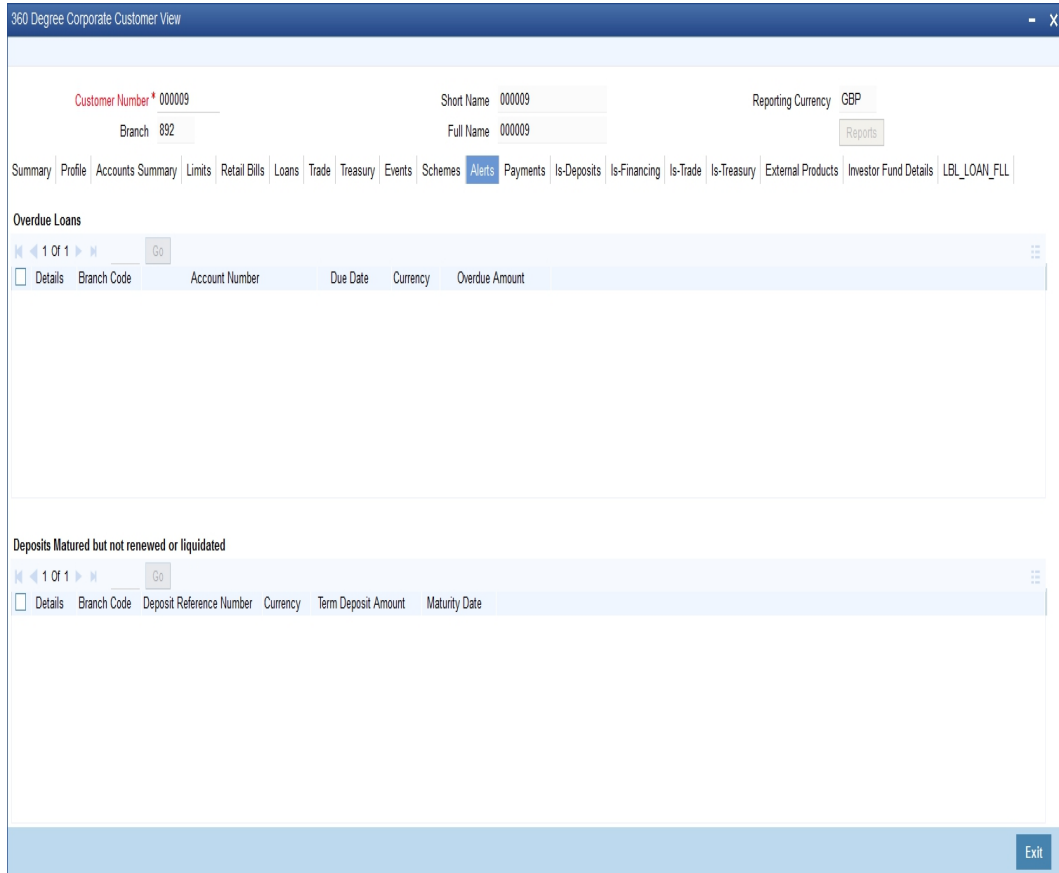 360 Degree Corporate Customer View - X
Customer Number * 000009 Short Name 000009 Reporting Currency GBP
Branch 892 Full Name 000009 Reports
Summary Profile Accounts Summary Limits Retail Bills Loans Trade Treasury Events Schemes Alerts Payments Is-Deposits Is-Financing Is-Trade Is-Treasury External Products Investor Fund Details LBL_LOAN_FLL
Overdue Loans
1 Of 1 Go
Details Branch Code Account Number Due Date Currency Overdue Amount
Deposits Matured but not renewed or liquidated
1 Of 1 Go
Details Branch Code Deposit Reference Number Currency Term Deposit Amount Maturity Date
Exit